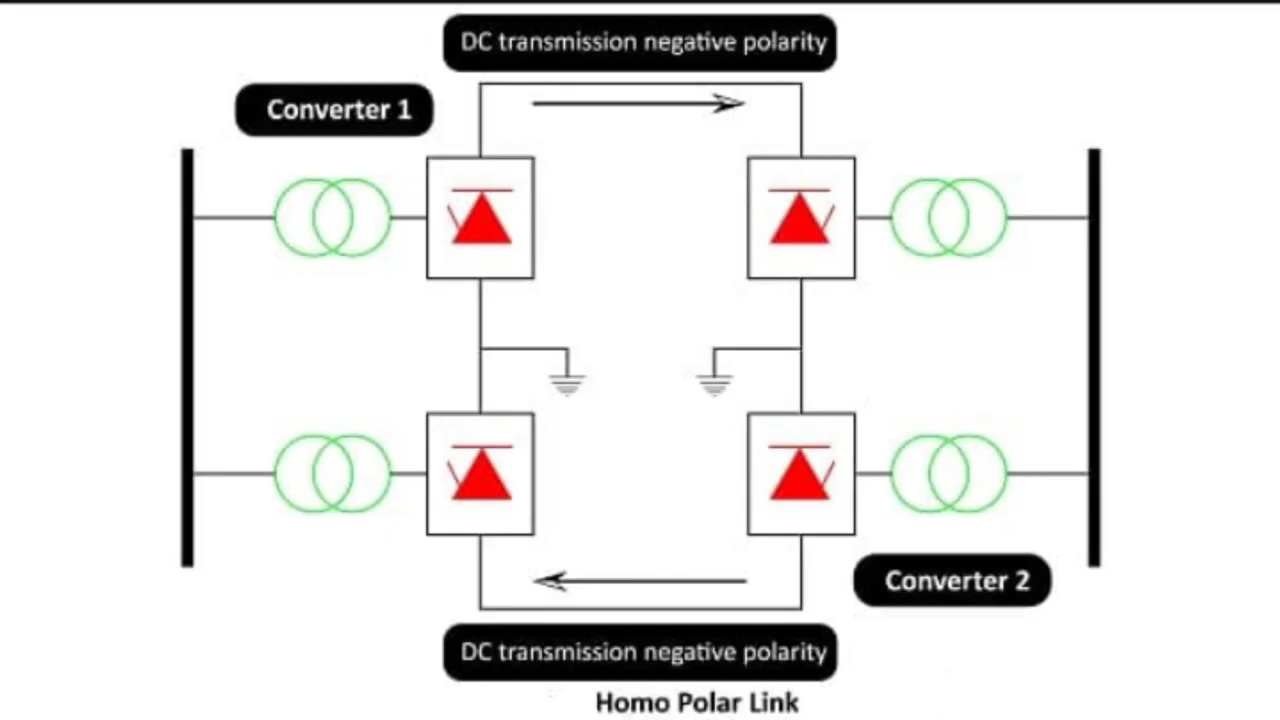 DC transmission negative polarity
Converter 1
Converter 2
DC transmission negative polarity
Homo Polar Link